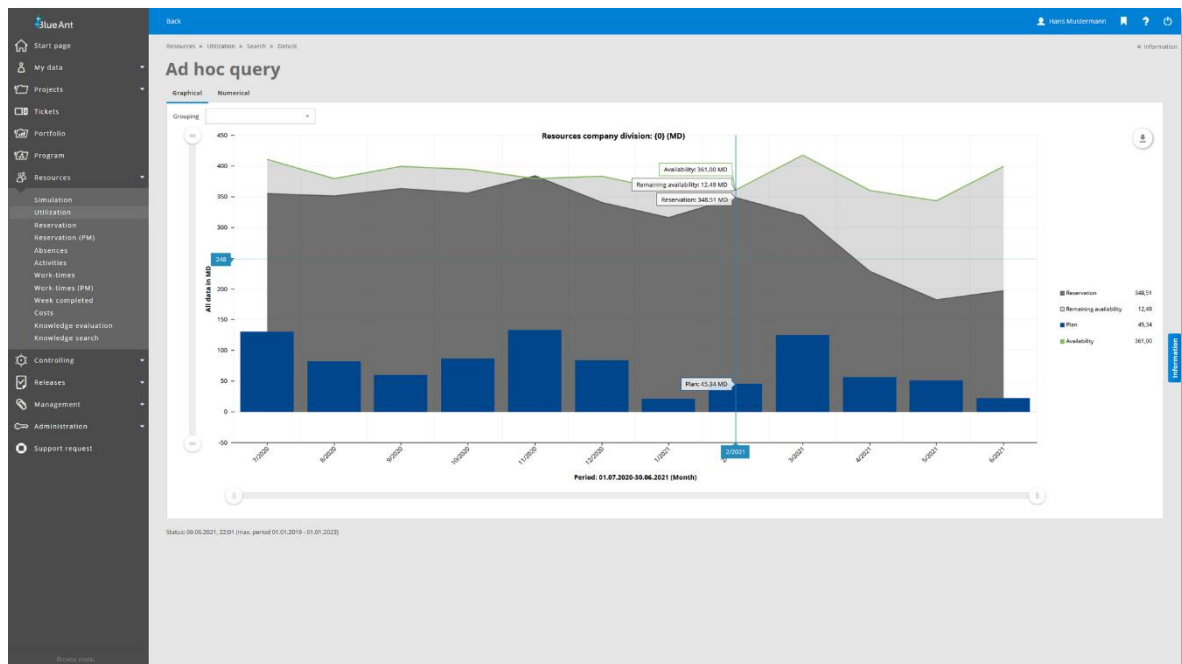 BlueAnt
Back
Hans Mustermann
?
Start page
My data
Projects
Tickets
Portfolio
Program
Resources
Simulation
Utilization
Reservation
Reservation (PM)
Absences
Activities
Work-times
Work-times (PM)
Week completed
Costs
Knowledge evaluation
Knowledge search
Controlling
Releases
Management
Administration
Support request
Browse menu
Resources » Utilization » Search » Details
« Information
Ad hoc query
Graphical Numerical
Grouping
Resources company division: {0} (MD)
450
400
350
300
248
200
150
100
50
0
-50
All data in MD
Availability: 361,00 MD
Remaining availability: 12,49 MD
Reservation: 348,51 MD
Plan: 45,34 MD
7/2020 8/2020 9/2020 10/2020 11/2020 12/2020 1/2021 2/2021 3/2021 4/2021 5/2021 6/2021
Period: 01.07.2020-30.06.2021 (Month)
Reservation 348,51
Remaining availability 12,49
Plan 45,34
Availability 361,00
Information
Status: 09.06.2021, 22:01 (max. period 01.01.2019 - 01.01.2023)